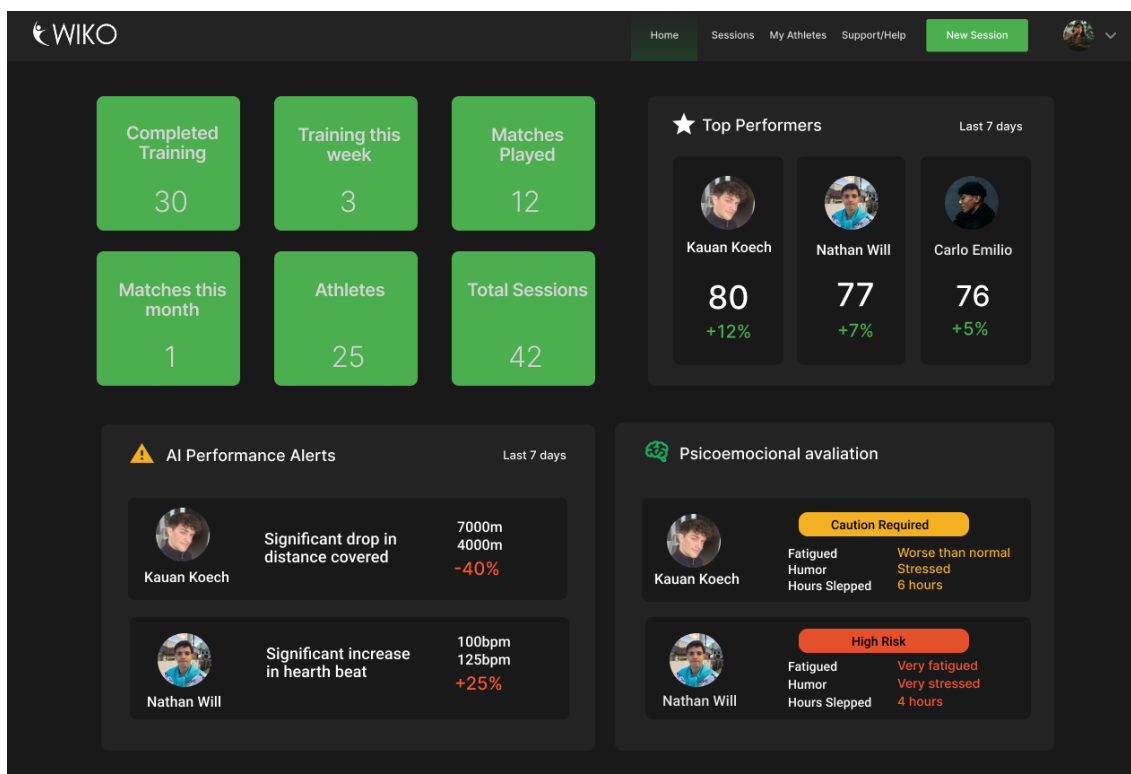 WIKO
Home
Sessions
My Athletes
Support/Help
New Session
Completed
Training
30
Training this
week
3
Matches
Played
12
Matches this
month
1
Athletes
25
Total Sessions
42
Top Performers
Last 7 days
Kauan Koech
80
+12%
Nathan Will
77
+7%
Carlo Emilio
76
+5%
AI Performance Alerts
Last 7 days
Kauan Koech
Significant drop in
distance covered
7000m
4000m
-40%
Nathan Will
Significant increase
in hearth beat
100bpm
125bpm
+25%
Psicoemocional avaliation
Kauan Koech
Caution Required
Fatigued Worse than normal
Humor Stressed
Hours Slepped 6 hours
Nathan Will
High Risk
Fatigued Very fatigued
Humor Very stressed
Hours Slepped 4 hours